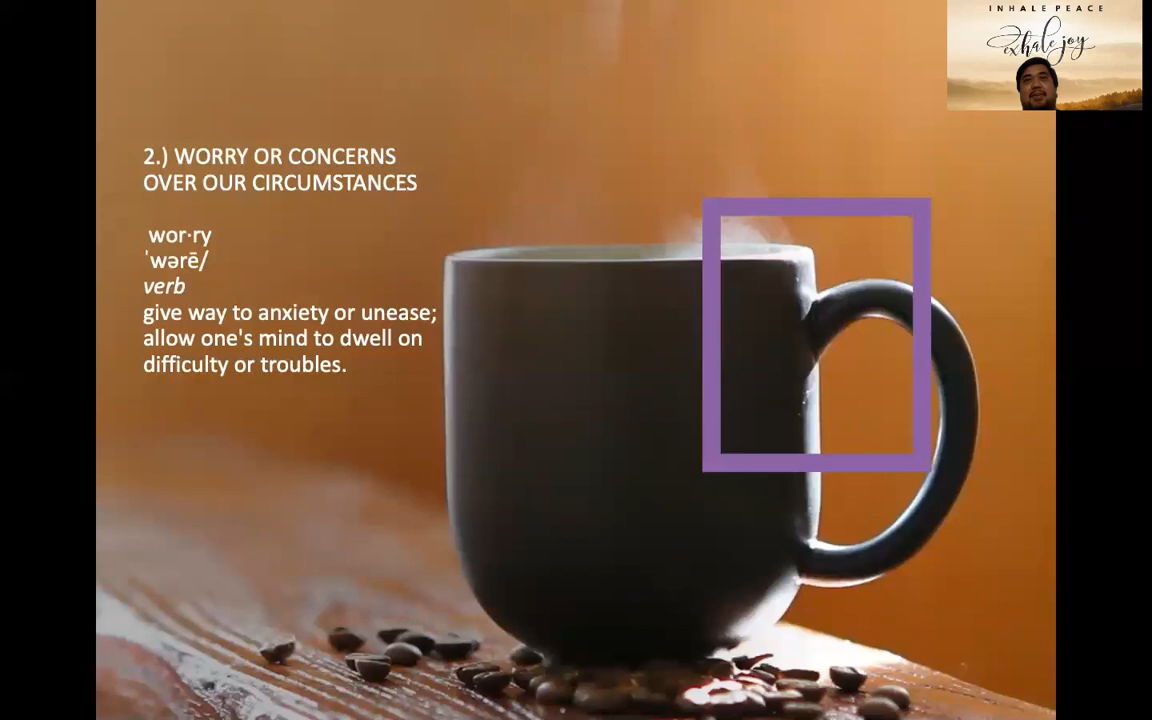 INHALE PEACE
exhale joy
2.) WORRY OR CONCERNS
OVER OUR CIRCUMSTANCES
wor·ry
ˈwərē/
verb
give way to anxiety or unease;
allow one's mind to dwell on
difficulty or troubles.